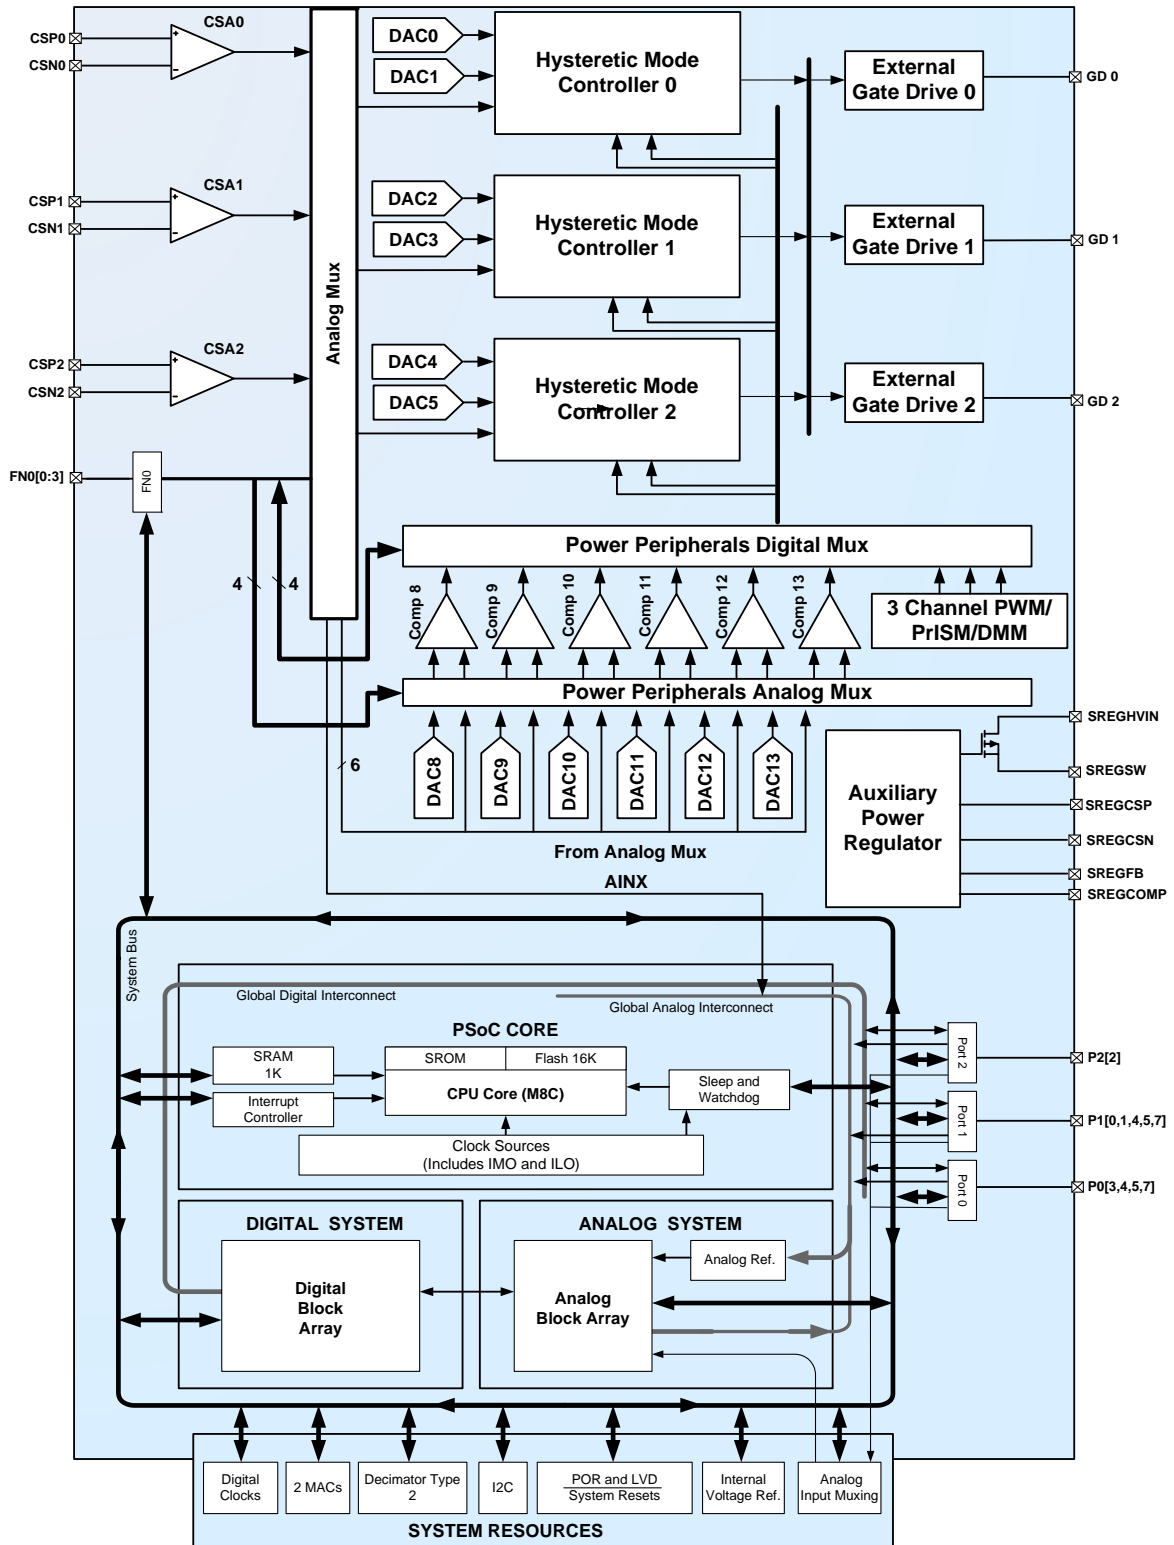 CSA0
CSP0
CSN0
DAC0
DAC1
Hysteretic Mode
Controller 0
External
Gate Drive 0
GD 0
CSA1
CSP1
CSN1
DAC2
DAC3
Hysteretic Mode
Controller 1
External
Gate Drive 1
GD 1
Analog Mux
CSA2
CSP2
CSN2
DAC4
DAC5
Hysteretic Mode
Controller 2
External
Gate Drive 2
GD 2
FN0[0:3]
FN0
4
4
Power Peripherals Digital Mux
Comp 8
Comp 9
Comp 10
Comp 11
Comp 12
Comp 13
3 Channel PWM/
PrISM/DMM
Power Peripherals Analog Mux
DAC8
DAC9
DAC10
DAC11
DAC12
DAC13
6
From Analog Mux
AINX
Auxiliary
Power
Regulator
SREGHVIN
SREGSW
SREGCSP
SREGCSN
SREGFB
SREGCOMP
System Bus
Global Digital Interconnect
Global Analog Interconnect
PSoC CORE
SRAM
1K
SROM
Flash 16K
CPU Core (M8C)
Interrupt
Controller
Sleep and
Watchdog
Clock Sources
(Includes IMO and ILO)
Port 2
P2[2]
Port 1
P1[0,1,4,5,7]
Port 0
P0[3,4,5,7]
DIGITAL SYSTEM
Digital
Block
Array
ANALOG SYSTEM
Analog
Block Array
Analog Ref.
Digital
Clocks
2 MACs
Decimator Type
2
I2C
POR and LVD
System Resets
Internal
Voltage Ref.
Analog
Input Muxing
SYSTEM RESOURCES